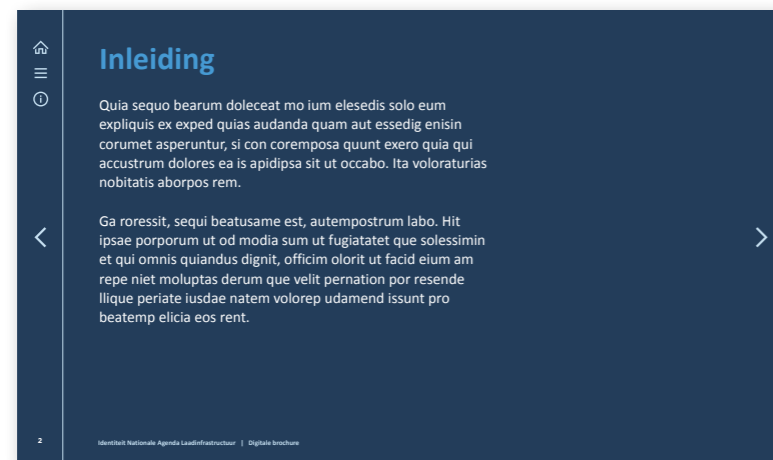 Inleiding
Quia sequo bearum doleceat mo ium elesedis solo eum
expliquis ex exped quias audanda quam aut essedig enisin
corumet asperuntur, si con coremposa quunt exero quia qui
accustrum dolores ea is apidipsa sit ut occabo. Ita voloraturias
nobitatis aborpos rem.
Ga roressit, sequi beatusame est, autempostrum labo. Hit
ipsae porporum ut od modia sum ut fugiatatet que solessimin
et qui omnis quiandus dignit, officim olorit ut facid eium am
repe niet moluptas derum que velit pernation por resende
llique periate iusdae natem volorep udamend issunt pro
beatemp elicia eos rent.
2
Identiteit Nationale Agenda Laadinfrastructuur | Digitale brochure